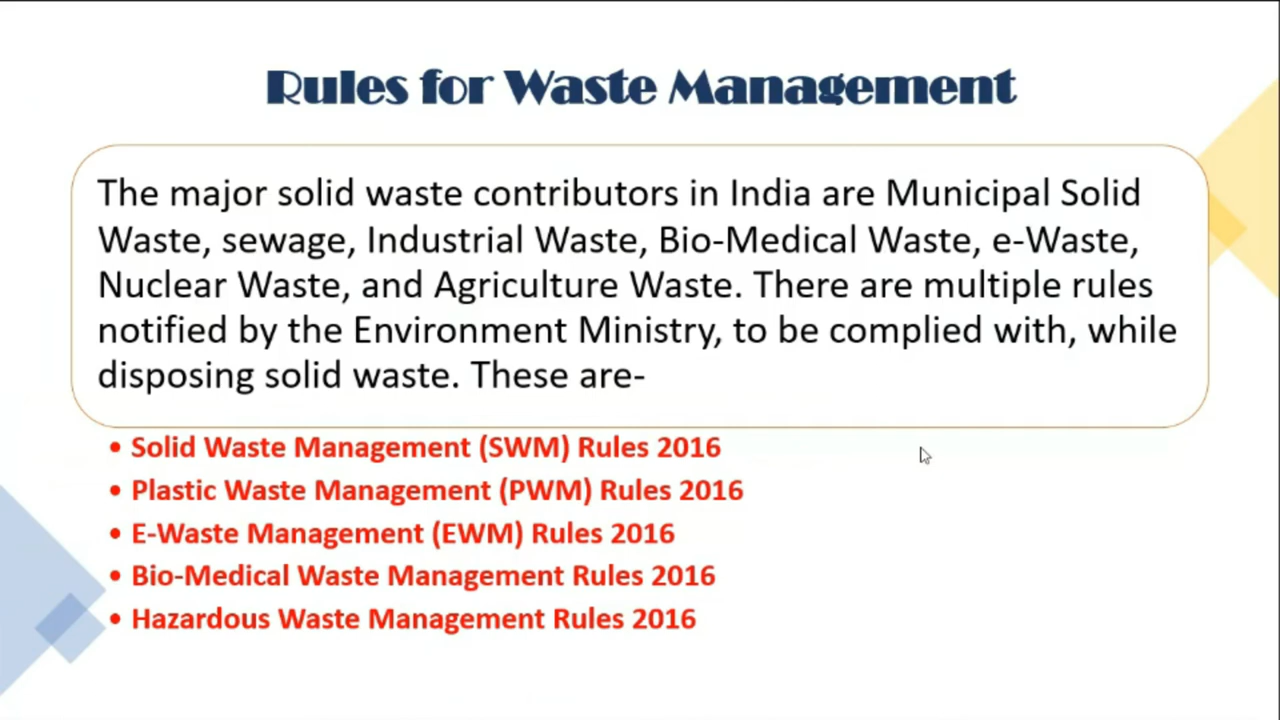 Rules for Waste Management
The major solid waste contributors in India are Municipal Solid
Waste, sewage, Industrial Waste, Bio-Medical Waste, e-Waste,
Nuclear Waste, and Agriculture Waste. There are multiple rules
notified by the Environment Ministry, to be complied with, while
disposing solid waste. These are-
• Solid Waste Management (SWM) Rules 2016
• Plastic Waste Management (PWM) Rules 2016
• E-Waste Management (EWM) Rules 2016
• Bio-Medical Waste Management Rules 2016
• Hazardous Waste Management Rules 2016